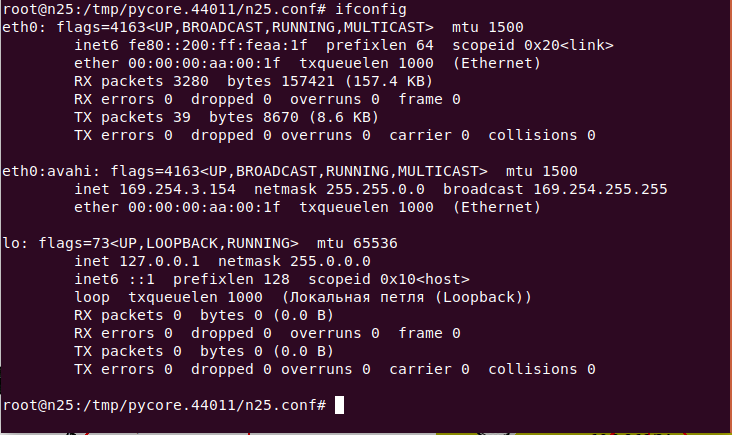 root@n25:/tmp/pycore.44011/n25.conf# ifconfig
eth0: flags=4163<UP,BROADCAST,RUNNING,MULTICAST>  mtu 1500
        inet6 fe80::200:ff:feaa:1f  prefixlen 64  scopeid 0x20<link>
        ether 00:00:00:aa:00:1f  txqueuelen 1000  (Ethernet)
        RX packets 3280  bytes 157421 (157.4 KB)
        RX errors 0  dropped 0  overruns 0  frame 0
        TX packets 39  bytes 8670 (8.6 KB)
        TX errors 0  dropped 0 overruns 0  carrier 0  collisions 0

eth0:avahi: flags=4163<UP,BROADCAST,RUNNING,MULTICAST>  mtu 1500
        inet 169.254.3.154  netmask 255.255.0.0  broadcast 169.254.255.255
        ether 00:00:00:aa:00:1f  txqueuelen 1000  (Ethernet)

lo: flags=73<UP,LOOPBACK,RUNNING>  mtu 65536
        inet 127.0.0.1  netmask 255.0.0.0
        inet6 ::1  prefixlen 128  scopeid 0x10<host>
        loop  txqueuelen 1000  (Локальная петля (Loopback))
        RX packets 0  bytes 0 (0.0 B)
        RX errors 0  dropped 0  overruns 0  frame 0
        TX packets 0  bytes 0 (0.0 B)
        TX errors 0  dropped 0 overruns 0  carrier 0  collisions 0

root@n25:/tmp/pycore.44011/n25.conf#